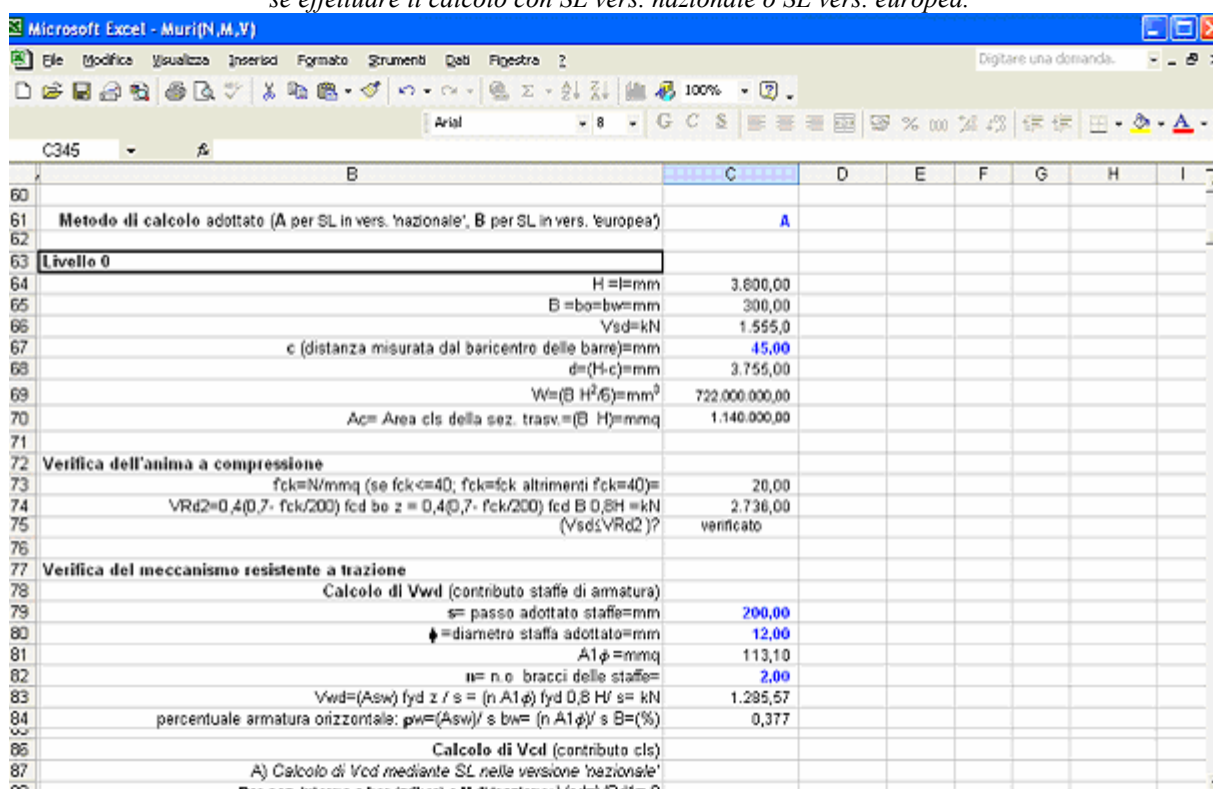 se effettuare il calcolo con SL vers. nazionale o SL vers. europea.
Microsoft Excel - Muri(N,M,V)
File Modifica Visualizza Inserisci Formato Strumenti Dati Finestra ?
Digitare una domanda.
100%
Arial 8 G C S % 000
C345 fx
B C D E F G H I
60
61 Metodo di calcolo adottato (A per SL in vers. 'nazionale', B per SL in vers. 'europea') A
62
63 Livello 0
64 H =l=mm 3.800,00
65 B =bo=bw=mm 300,00
66 Vsd=kN 1.555,0
67 c (distanza misurata dal baricentro delle barre)=mm 45,00
68 d=(H-c)=mm 3.755,00
69 W=(B H²/6)=mm³ 722.000.000,00
70 Ac= Area cls della sez. trasv.=(B H)=mmq 1.140.000,00
71
72 Verifica dell'anima a compressione
73 f'ck=N/mmq (se fck<=40; f'ck=fck altrimenti f'ck=40)= 20,00
74 VRd2=0,4(0,7- f'ck/200) fcd bo z = 0,4(0,7- f'ck/200) fcd B 0,8H =kN 2.736,00
75 (Vsd≤VRd2 )? verificato
76
77 Verifica del meccanismo resistente a trazione
78 Calcolo di Vwd (contributo staffe di armatura)
79 s= passo adottato staffe=mm 200,00
80 ϕ =diametro staffa adottato=mm 12,00
81 A1ϕ =mmq 113,10
82 n= n.o bracci delle staffe= 2,00
83 Vwd=(Asw) fyd z / s = (n A1ϕ) fyd 0,8 H/ s= kN 1.285,57
84 percentuale armatura orizzontale: ρw=(Asw)/ s bw= (n A1ϕ)/ s B=(%) 0,377
85
86 Calcolo di Vcd (contributo cls)
87 A) Calcolo di Vcd mediante SL nella versione 'nazionale'